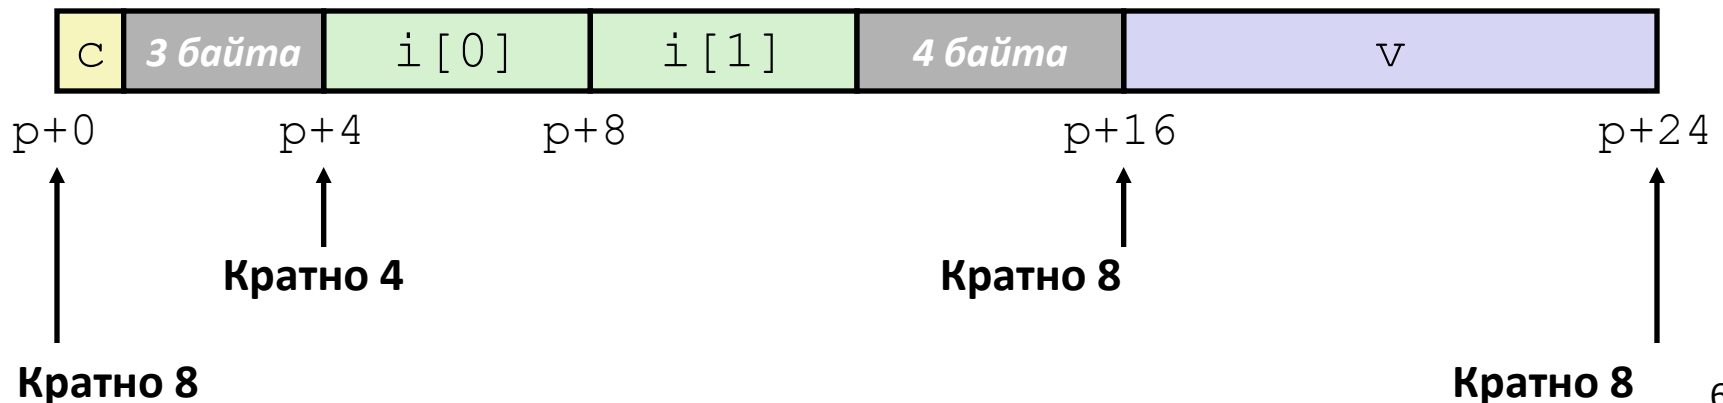 c 3 байта i[0] i[1] 4 байта v
p+0 p+4 p+8 p+16 p+24
Кратно 4 Кратно 8
Кратно 8 Кратно 8